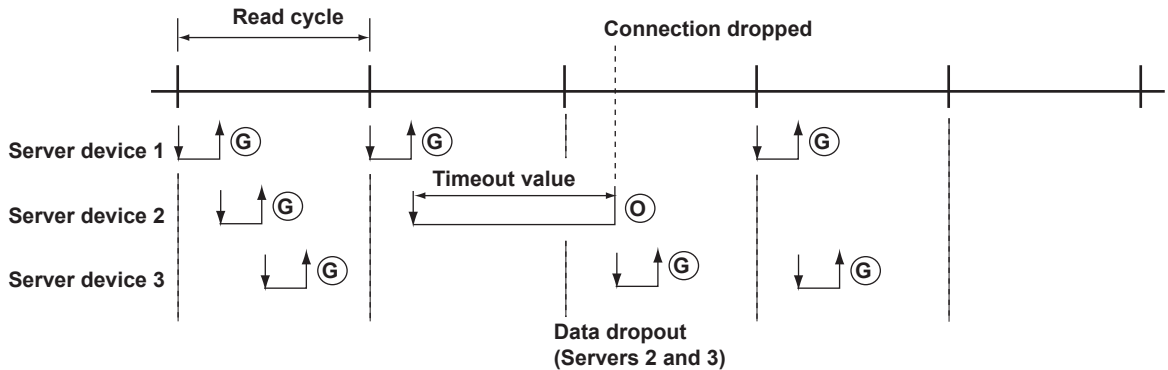 Read cycle
Connection dropped
Server device 1
G
G
G
Timeout value
Server device 2
G
O
Server device 3
G
G
G
Data dropout
(Servers 2 and 3)